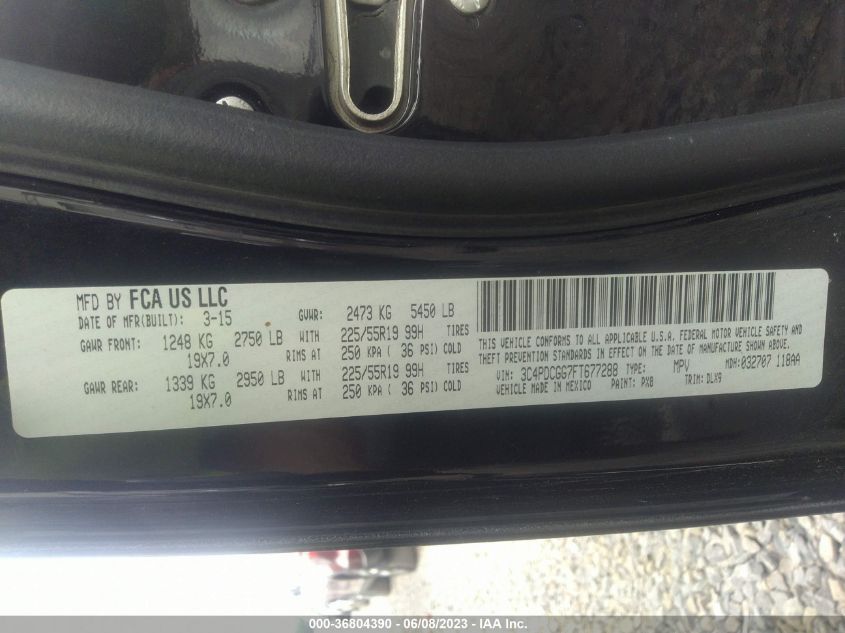 MFD BY FCA US LLC
DATE OF MFR(BUILT): 3-15 GVWR: 2473 KG 5450 LB
GAWR FRONT: 1248 KG 2750 LB WITH 225/55R19 99H TIRES
19X7.0 RIMS AT 250 KPA ( 36 PSI) COLD
GAWR REAR: 1339 KG 2950 LB WITH 225/55R19 99H TIRES
19X7.0 RIMS AT 250 KPA ( 36 PSI) COLD
THIS VEHICLE CONFORMS TO ALL APPLICABLE U.S.A. FEDERAL MOTOR VEHICLE SAFETY AND
THEFT PREVENTION STANDARDS IN EFFECT ON THE DATE OF MANUFACTURE SHOWN ABOVE.
VIN: 3C4PDCGG7FT677288 TYPE: MPV MDH: 032707 118AA
VEHICLE MADE IN MEXICO PAINT: PX8 TRIM: DLX9
000-36804390 - 06/08/2023 - IAA Inc.